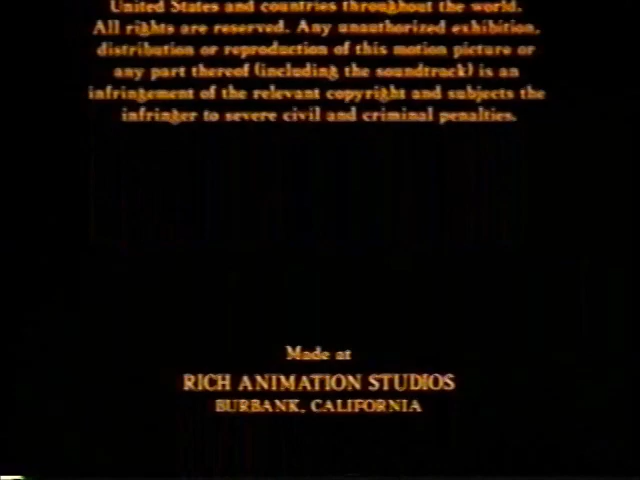 United States and countries throughout the world.
All rights are reserved. Any unauthorized exhibition,
distribution or reproduction of this motion picture or
any part thereof (including the soundtrack) is an
infringement of the relevant copyright and subjects the
infringer to severe civil and criminal penalties.
Made at
RICH ANIMATION STUDIOS
BURBANK, CALIFORNIA